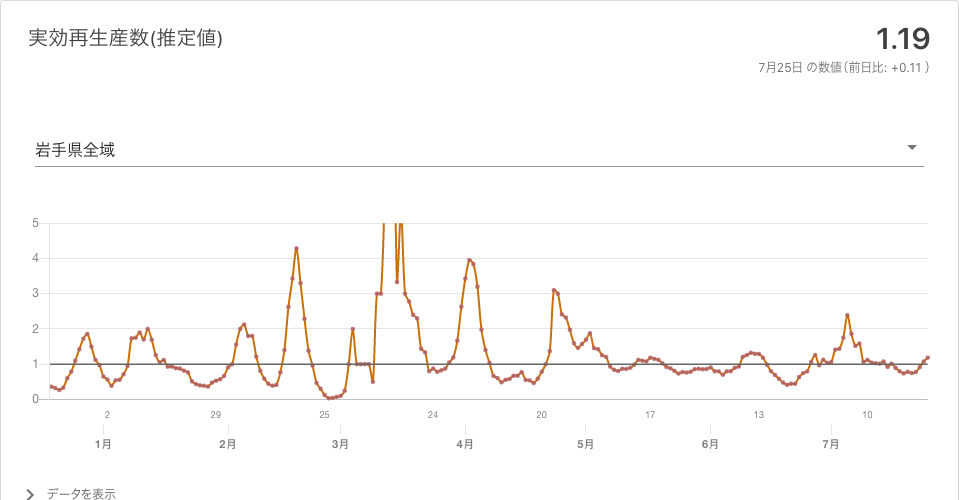 実効再生産数(推定値)
1.19
7月25日 の数値(前日比: +0.11 )
岩手県全域
5
4
3
2
1
0
2 29 25 24 20 17 13 10
1月 2月 3月 4月 5月 6月 7月
データを表示